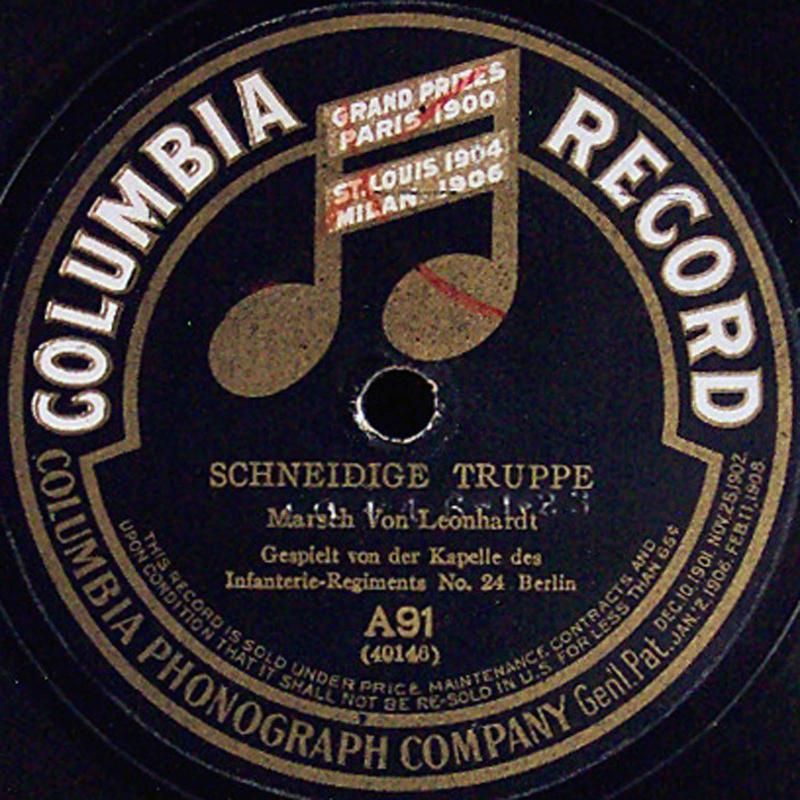 COLUMBIA RECORD
GRAND PRIZES
PARIS 1900
ST. LOUIS 1904
MILAN. 1906
SCHNEIDIGE TRUPPE
Marsch Von Leonhardt
Gespielt von der Kapelle des
Infanterie-Regiments No. 24 Berlin
A91
(40146)
THIS RECORD IS SOLD UNDER PRICE MAINTENANCE CONTRACTS AND
UPON CONDITION THAT IT SHALL NOT BE RE-SOLD IN U.S. FOR LESS THAN 65¢
COLUMBIA PHONOGRAPH COMPANY Gen'l. Pat. DEC. 10. 1901. NOV. 25, 1902.
JAN. 2, 1906. FEB. 11, 1908.